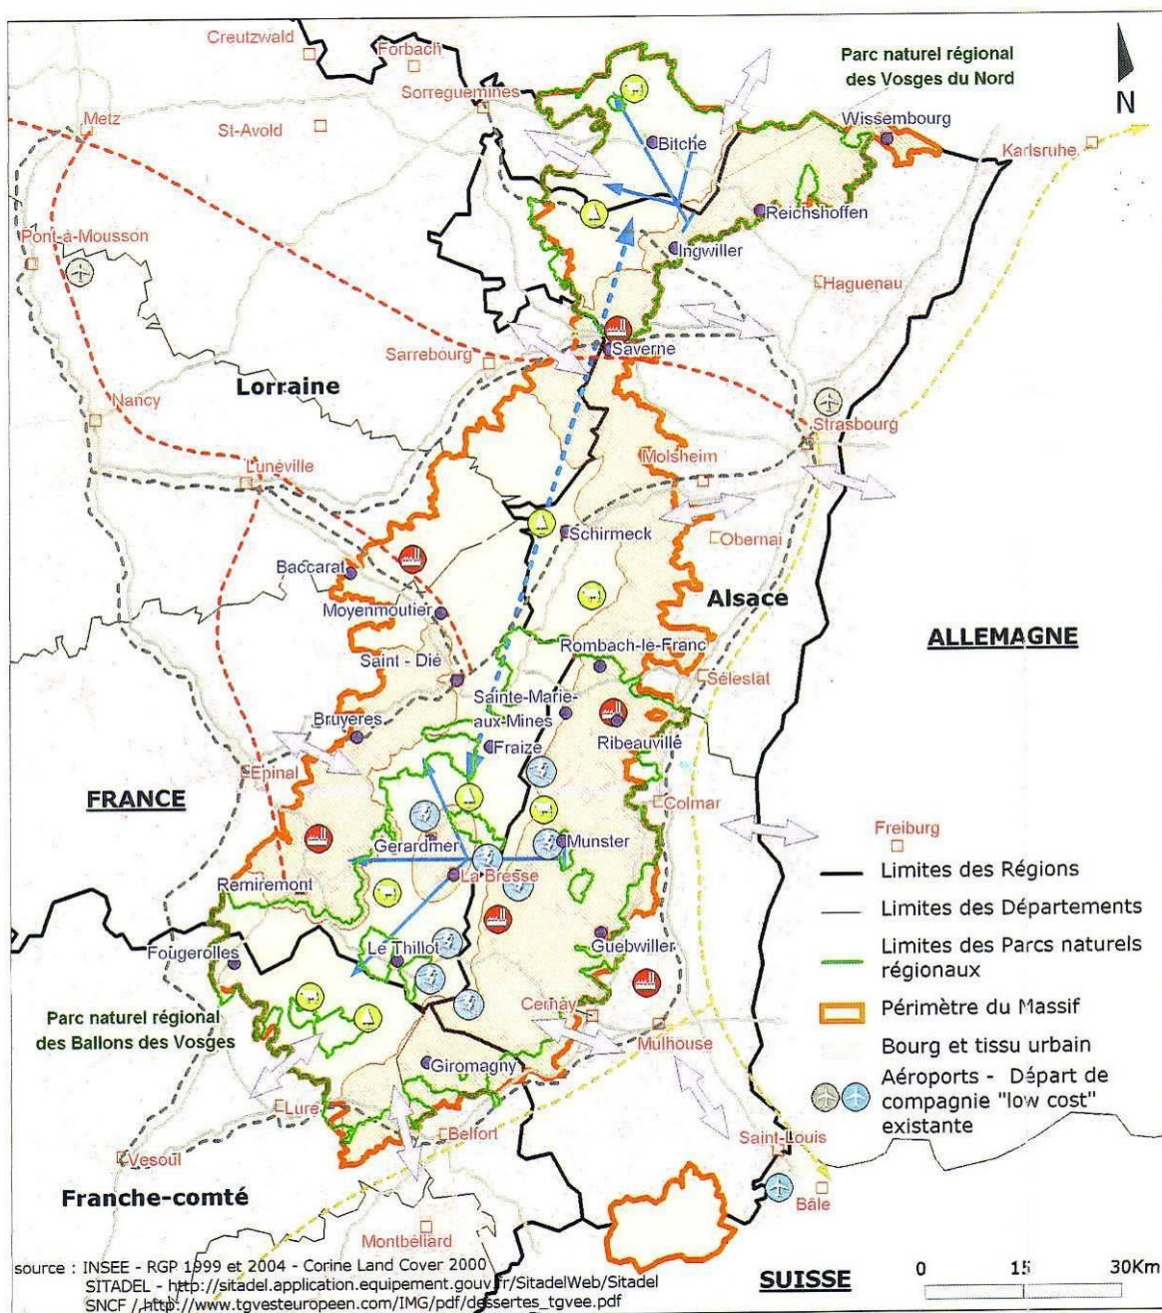 Creutzwald
Forbach
Parc naturel régional
des Vosges du Nord
Sorreguemines
N
Metz
St-Avold
Wissembourg
Karlsruhe
Bitche
Reichshoffen
Pont-à-Mousson
Ingwiller
Haguenau
Saverne
Sarrebourg
Lorraine
Nancy
Strasbourg
Lunéville
Molsheim
Schirmeck
Obernai
Baccarat
Alsace
Moyenmoutier
ALLEMAGNE
Rombach-le-Franc
Saint - Dié
Sélestat
Sainte-Marie-
aux-Mines
Bruyeres
Ribeauvillé
Fraize
Epinal
FRANCE
Colmar
Freiburg
Gérardmer
Munster
La Bresse
Remiremont
Limites des Régions
Limites des Départements
Guebwiller
Le Thillot
Fougerolles
Limites des Parcs naturels
régionaux
Cernay
Périmètre du Massif
Parc naturel régional
des Ballons des Vosges
Mulhouse
Bourg et tissu urbain
Giromagny
Aéroports - Départ de
compagnie "low cost"
existante
Lure
Belfort
Saint-Louis
Vesoul
Franche-comté
Bâle
Montbéliard
source : INSEE - RGP 1999 et 2004 - Corine Land Cover 2000
SITADEL - http://sitadel.application.equipement.gouv.fr/SitadelWeb/Sitadel
SNCF / http://www.tgvesteuropeen.com/IMG/pdf/dessertes_tgvee.pdf
SUISSE
0 15 30Km